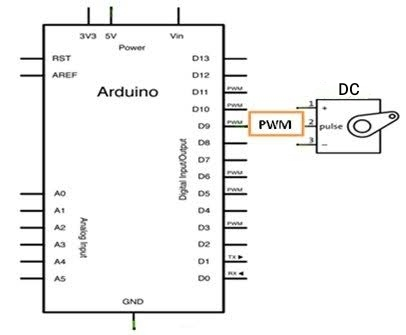 3V3 5V Vin
Power
RST
AREF
Arduino
D13
D12
PWM D11
PWM D10
PWM D9
D8
D7
PWM D6
PWM D5
D4
PWM D3
D2
TX ▶ D1
RX ◀ D0
Digital Input/Output
A0
A1
A2
A3
A4
A5
Analog Input
GND
PWM
DC
1 +
2 pulse
3 −